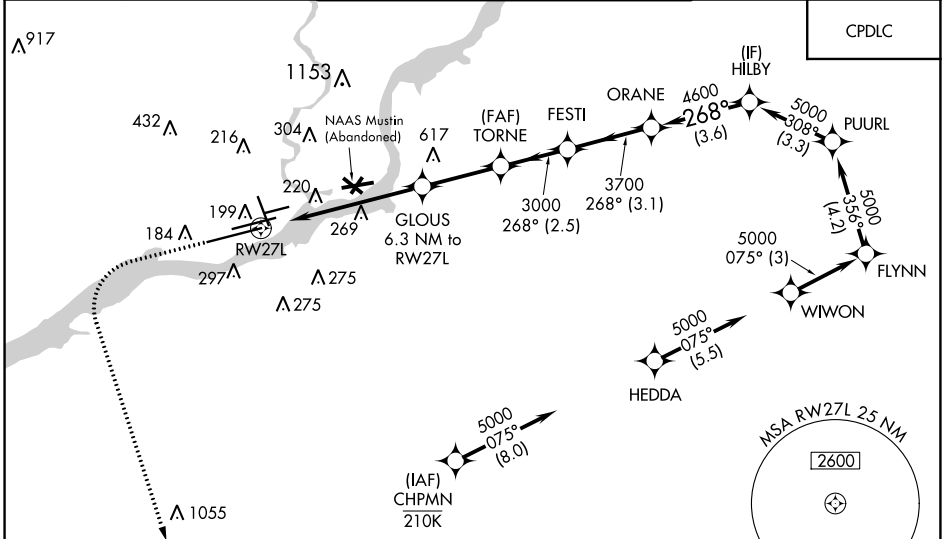 CPDLC
917
1153
432
216
304
NAAS Mustin
(Abandoned)
617
220
199
184
269
297
275
275
RW27L
GLOUS
6.3 NM to
RW27L
(FAF)
TORNE
FESTI
ORANE
4600
268°
(3.6)
(IF)
HILBY
5000
308°
(3.3)
PUURL
3000
268° (2.5)
3700
268° (3.1)
5000
356°
(4.2)
5000
075° (3)
FLYNN
WIWON
5000
075°
(5.5)
HEDDA
5000
075°
(8.0)
(IAF)
CHPMN
210K
1055
MSA RW27L 25 NM
2600